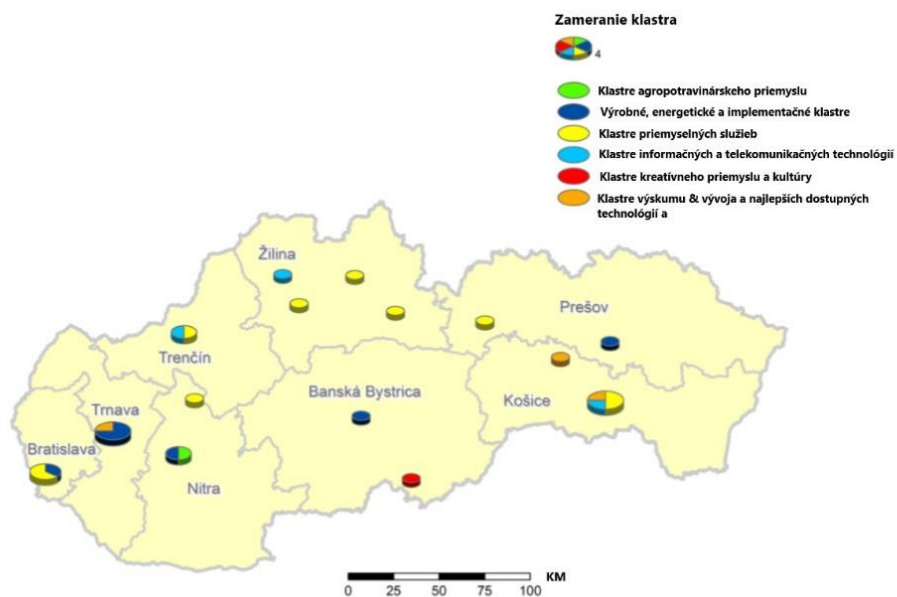 Zameranie klastra
4
Klastre agropotravinárskeho priemyslu
Výrobné, energetické a implementačné klastre
Klastre priemyselných služieb
Klastre informačných a telekomunikačných technológií
Klastre kreatívneho priemyslu a kultúry
Klastre výskumu & vývoja a najlepších dostupných
technológií a
Žilina
Prešov
Trenčín
Banská Bystrica
Košice
Trnava
Bratislava
Nitra
KM
0 25 50 75 100